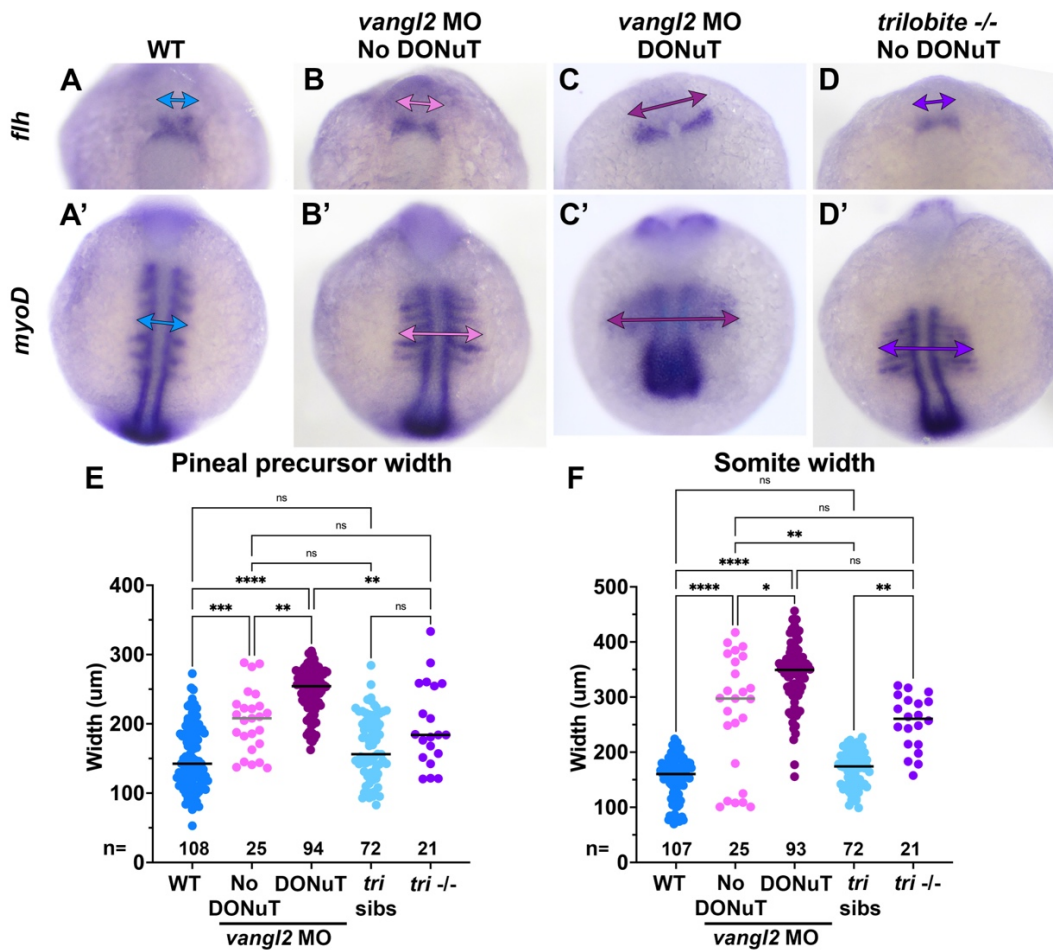 WT
vangl2 MO
No DONuT
vangl2 MO
DONuT
trilobite -/-
No DONuT
flh
A
B
C
D
myoD
A'
B'
C'
D'
E
Pineal precursor width
ns
ns
ns
****
**
***
**
ns
Width (um)
400
300
200
100
0
n=
108
25
94
72
21
WT
No
DONuT
DONuT
tri
sibs
tri -/-
vangl2 MO
F
Somite width
ns
ns
**
****
ns
****
*
**
Width (um)
500
400
300
200
100
0
n=
107
25
93
72
21
WT
No
DONuT
DONuT
tri
sibs
tri -/-
vangl2 MO